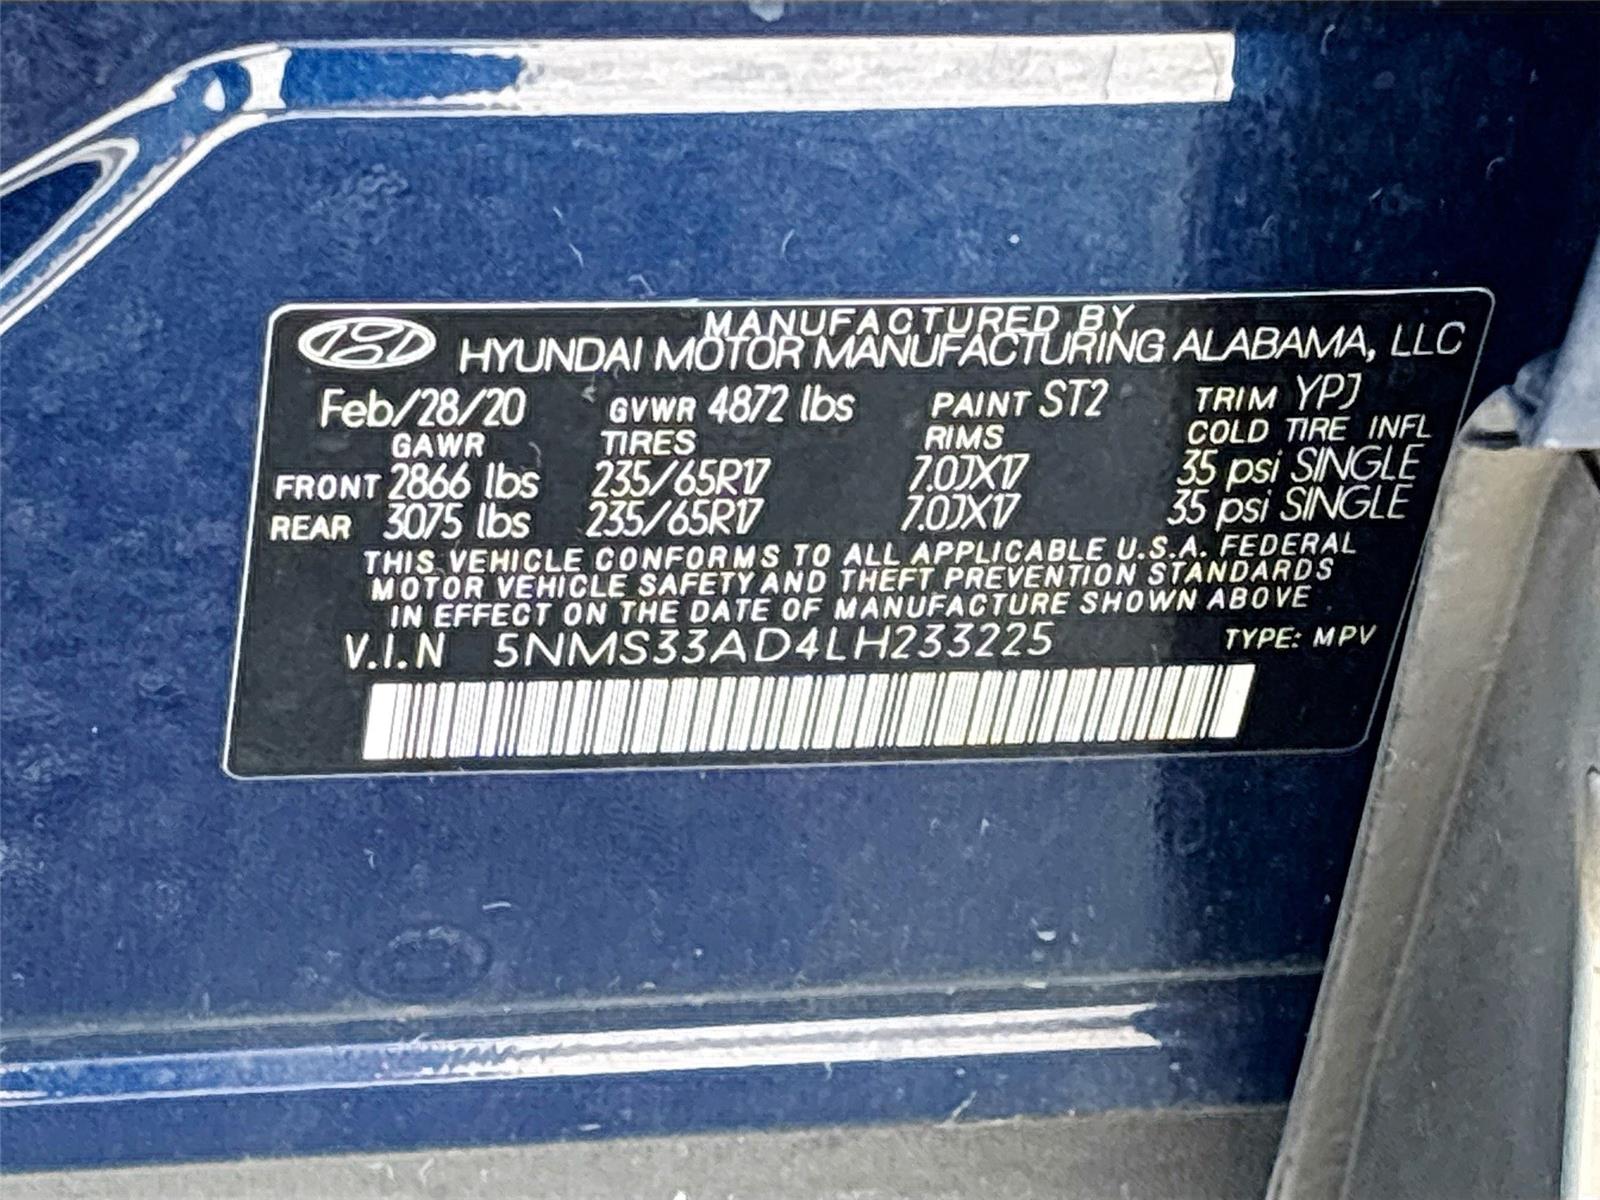 MANUFACTURED BY
HYUNDAI MOTOR MANUFACTURING ALABAMA, LLC
Feb/28/20 GVWR 4872 lbs PAINT ST2 TRIM YPJ
GAWR TIRES RIMS COLD TIRE INFL
FRONT 2866 lbs 235/65R17 7.0JX17 35 psi SINGLE
REAR 3075 lbs 235/65R17 7.0JX17 35 psi SINGLE
THIS VEHICLE CONFORMS TO ALL APPLICABLE U.S.A. FEDERAL
MOTOR VEHICLE SAFETY AND THEFT PREVENTION STANDARDS
IN EFFECT ON THE DATE OF MANUFACTURE SHOWN ABOVE
V.I.N 5NMS33AD4LH233225 TYPE: MPV